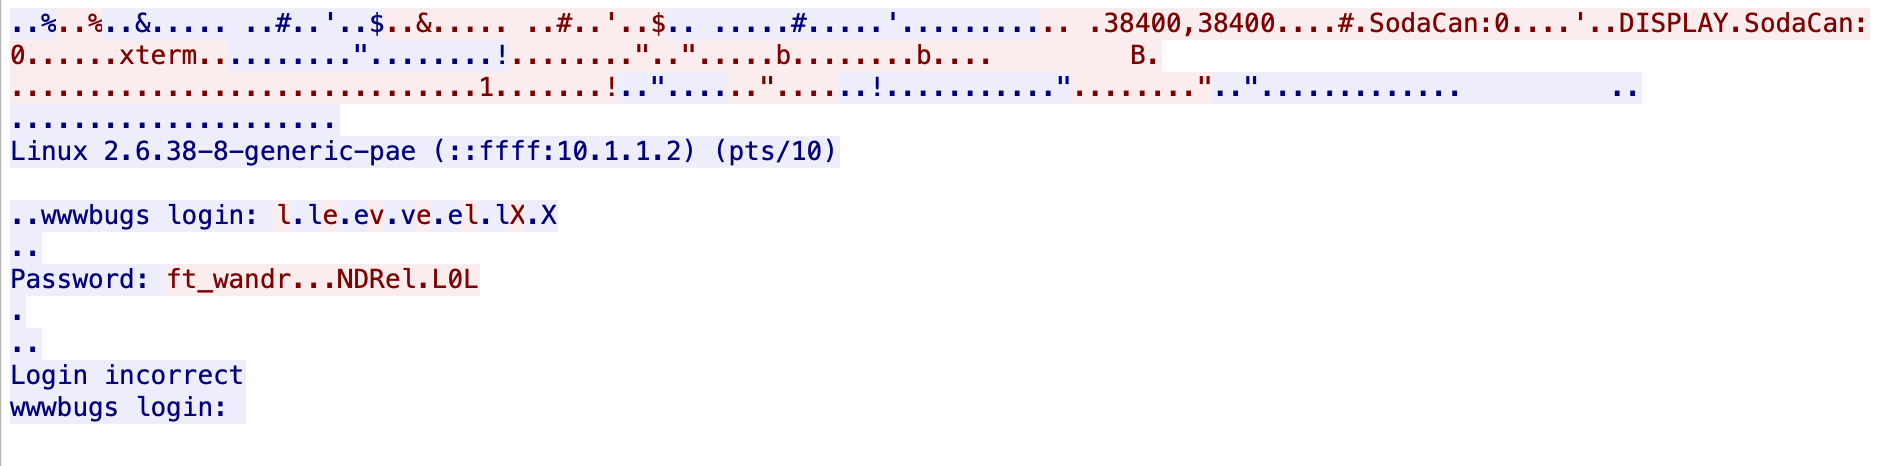 ..%..%..&..... ..#..'..$..&..... ..#..'..$.. .....#.....'........... .38400,38400....#.SodaCan:0....'..DISPLAY.SodaCan:
0......xterm.........."........!........".."......b........b.... B.
..............................1.......!.."......"......!..........."........".."............. ..
.....................
Linux 2.6.38-8-generic-pae (::ffff:10.1.1.2) (pts/10)
..wwwbugs login: l.le.ev.ve.el.lX.X
..
Password: ft_wandr...NDRel.L0L
.
..
Login incorrect
wwwbugs login: